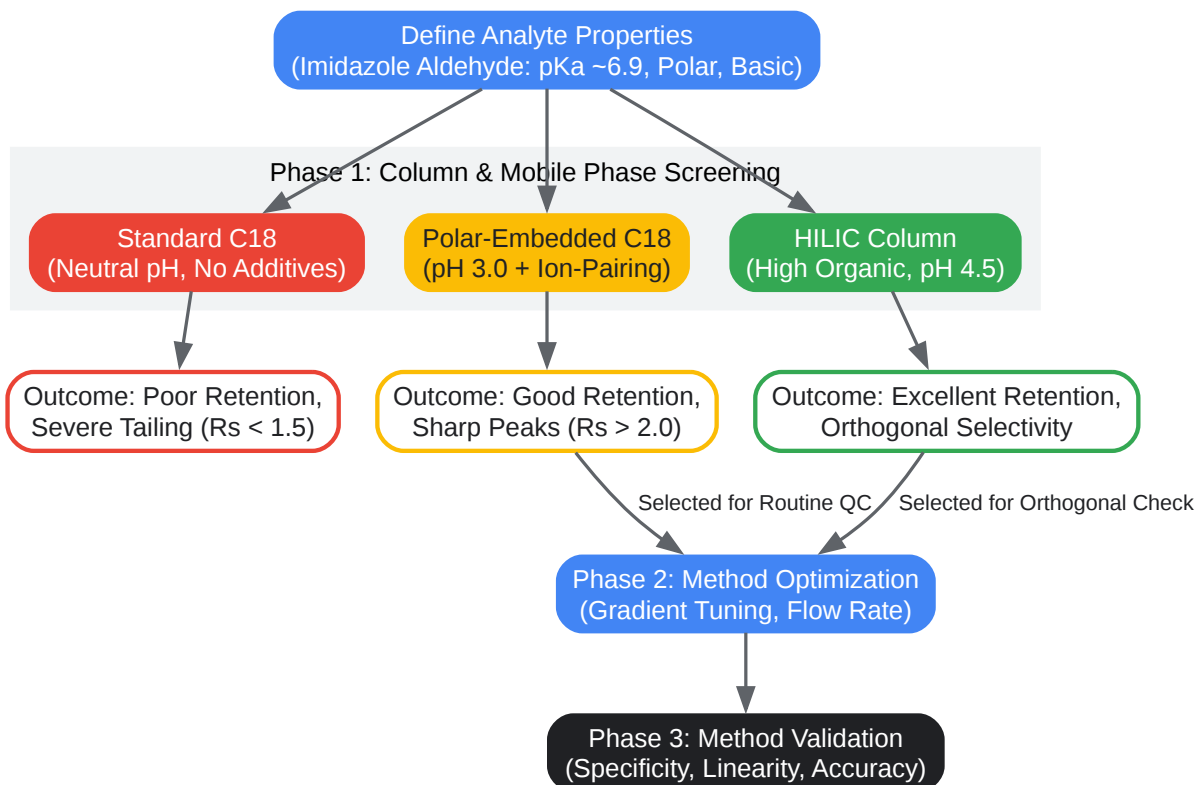 Define Analyte Properties
(Imidazole Aldehyde: pKa ~6.9, Polar, Basic)
Phase 1: Column & Mobile Phase Screening
Standard C18
(Neutral pH, No Additives)
Polar-Embedded C18
(pH 3.0 + Ion-Pairing)
HILIC Column
(High Organic, pH 4.5)
Outcome: Poor Retention,
Severe Tailing (Rs < 1.5)
Outcome: Good Retention,
Sharp Peaks (Rs > 2.0)
Outcome: Excellent Retention,
Orthogonal Selectivity
Selected for Routine QC
Selected for Orthogonal Check
Phase 2: Method Optimization
(Gradient Tuning, Flow Rate)
Phase 3: Method Validation
(Specificity, Linearity, Accuracy)